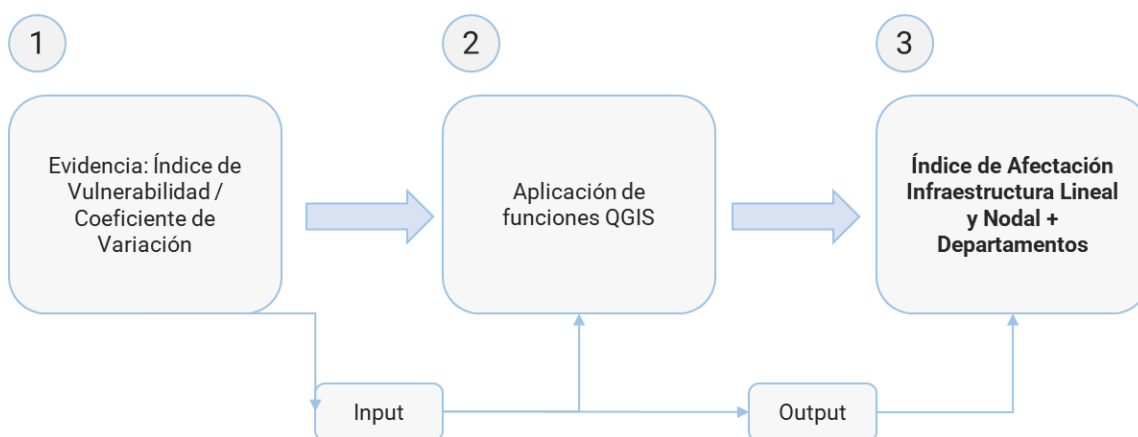 1
2
3
Evidencia: Índice de
Vulnerabilidad /
Coeficiente de
Variación
Aplicación de
funciones QGIS
Índice de Afectación
Infraestructura Lineal
y Nodal +
Departamentos
Input
Output